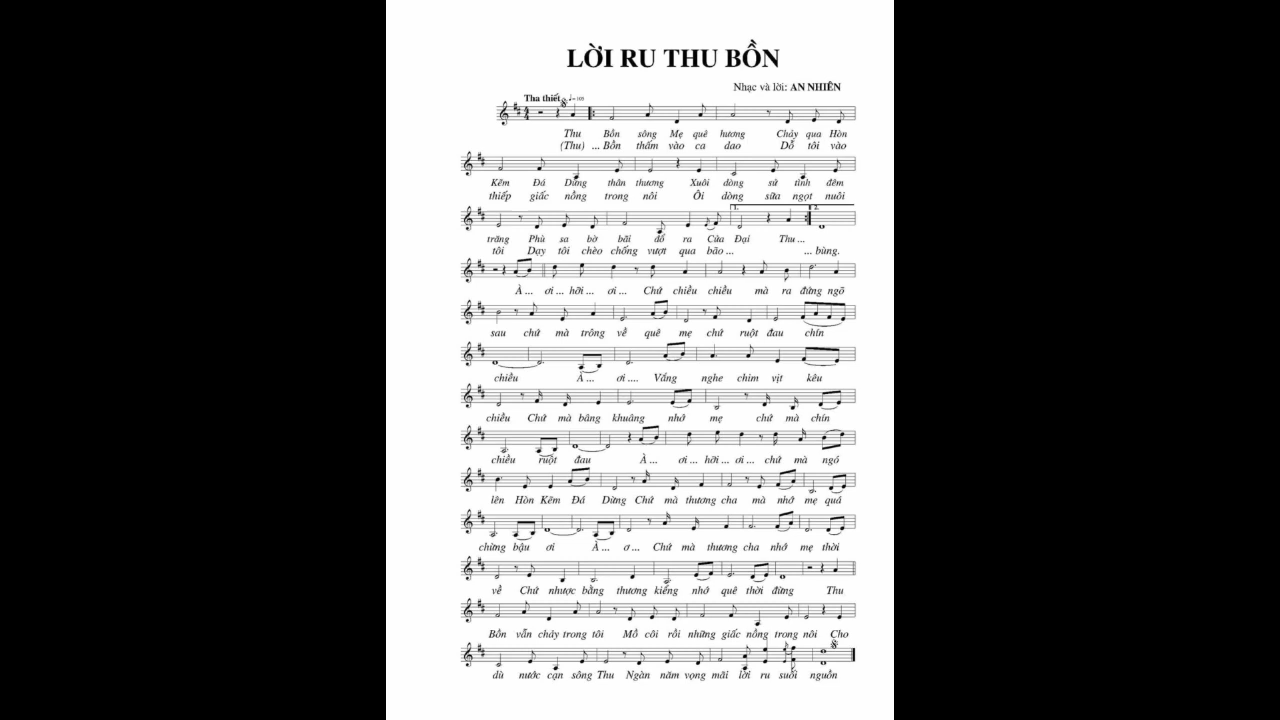 LỜI RU THU BỒN
Nhạc và lời: AN NHIÊN
Tha thiết ♩=105
Thu Bồn sông Mẹ quê hương Chảy qua Hòn
(Thu) ... Bồn thấm vào ca dao Dỗ tôi vào
Kẽm Đá Dừng thân thương Xuôi dòng sử tình đêm
thiếp giấc nồng trong nôi Ôi dòng sữa ngọt nuôi
1. 2.
trăng Phù sa bờ bãi đổ ra Cửa Đại Thu ...
tôi Dạy tôi chèo chống vượt qua bão ... ... bùng.
À ... ơi ... hỡi ... ơi ... Chứ chiều chiều mà ra đứng ngõ
sau chứ mà trông về quê mẹ chứ ruột đau chín
chiều À ... ơi .... Vẳng nghe chim vịt kêu
chiều Chứ mà bâng khuâng nhớ mẹ chứ mà chín
chiều ruột đau À ... ơi ... hỡi ... ơi ... chứ mà ngó
lên Hòn Kẽm Đá Dừng Chứ mà thương cha mà nhớ mẹ quá
chừng bậu ơi À ... ơ ... Chứ mà thương cha nhớ mẹ thời
về Chứ nhược bằng thương kiểng nhớ quê thời đừng Thu
Bồn vẫn chảy trong tôi Mồ côi rồi những giấc nồng trong nôi Cho
dù nước cạn sông Thu Ngàn năm vọng mãi lời ru suối nguồn